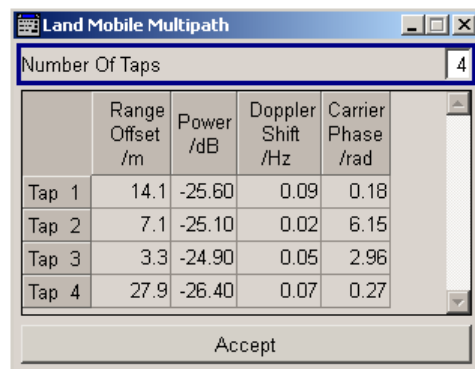 Land Mobile Multipath
Number Of Taps 4
Range Offset /m Power /dB Doppler Shift /Hz Carrier Phase /rad
Tap 1 14.1 -25.60 0.09 0.18
Tap 2 7.1 -25.10 0.02 6.15
Tap 3 3.3 -24.90 0.05 2.96
Tap 4 27.9 -26.40 0.07 0.27
Accept